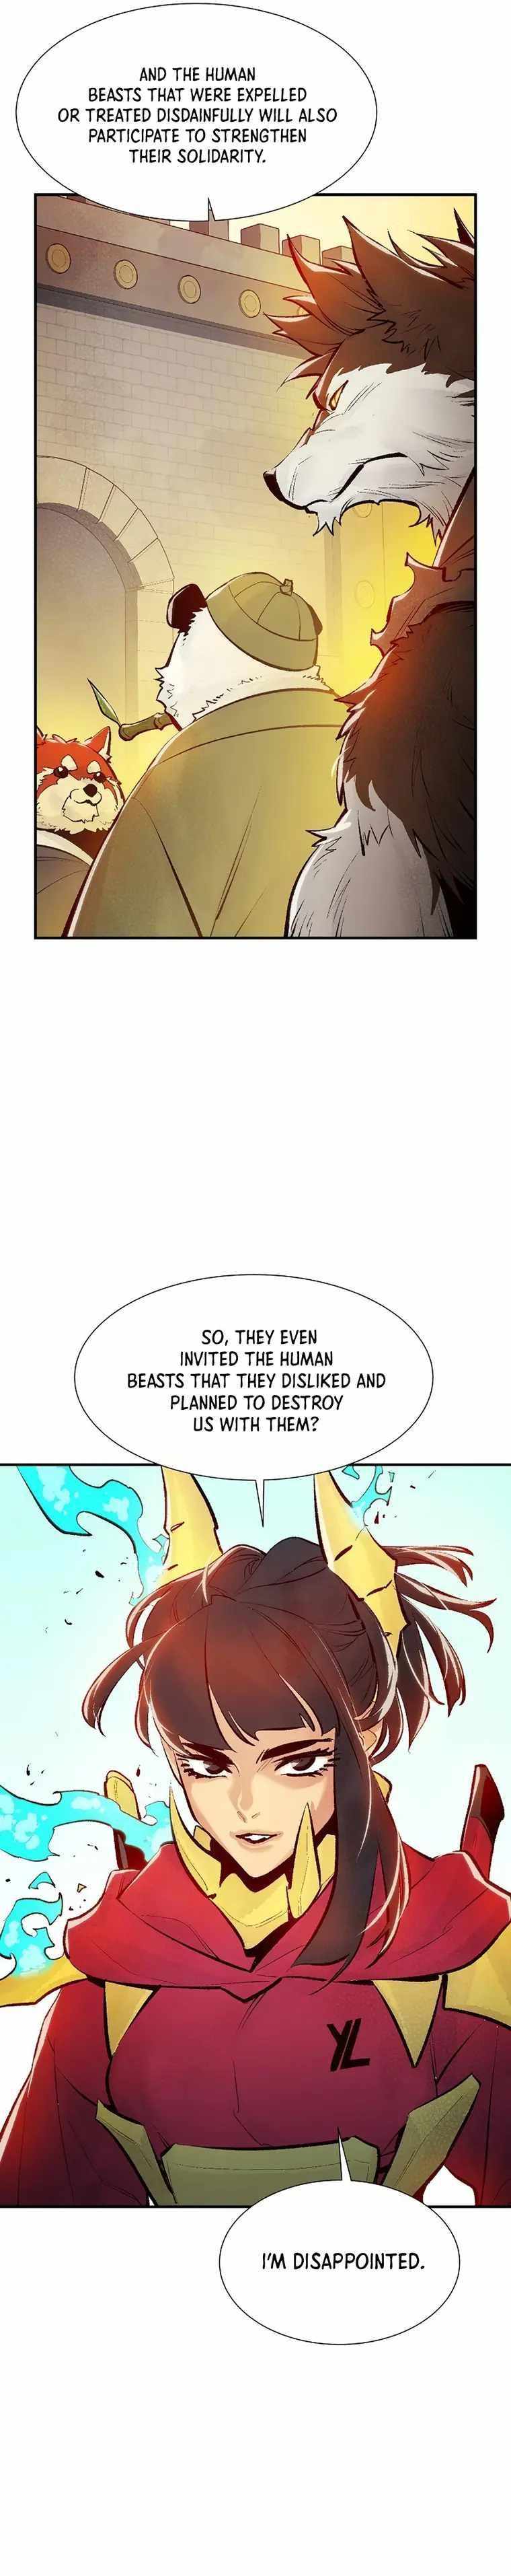 AND THE HUMAN
BEASTS THAT WERE EXPELLED
OR TREATED DISDAINFULLY WILL ALSO
PARTICIPATE TO STRENGTHEN
THEIR SOLIDARITY.
SO, THEY EVEN
INVITED THE HUMAN
BEASTS THAT THEY DISLIKED AND
PLANNED TO DESTROY
US WITH THEM?
YL
I'M DISAPPOINTED.